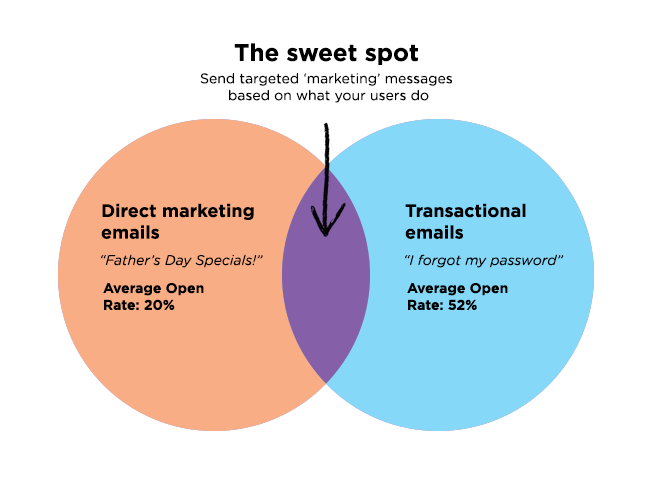 The sweet spot
Send targeted ‘marketing’ messages
based on what your users do
Direct marketing
emails
“Father’s Day Specials!”
Average Open
Rate: 20%
Transactional
emails
“I forgot my password”
Average Open
Rate: 52%